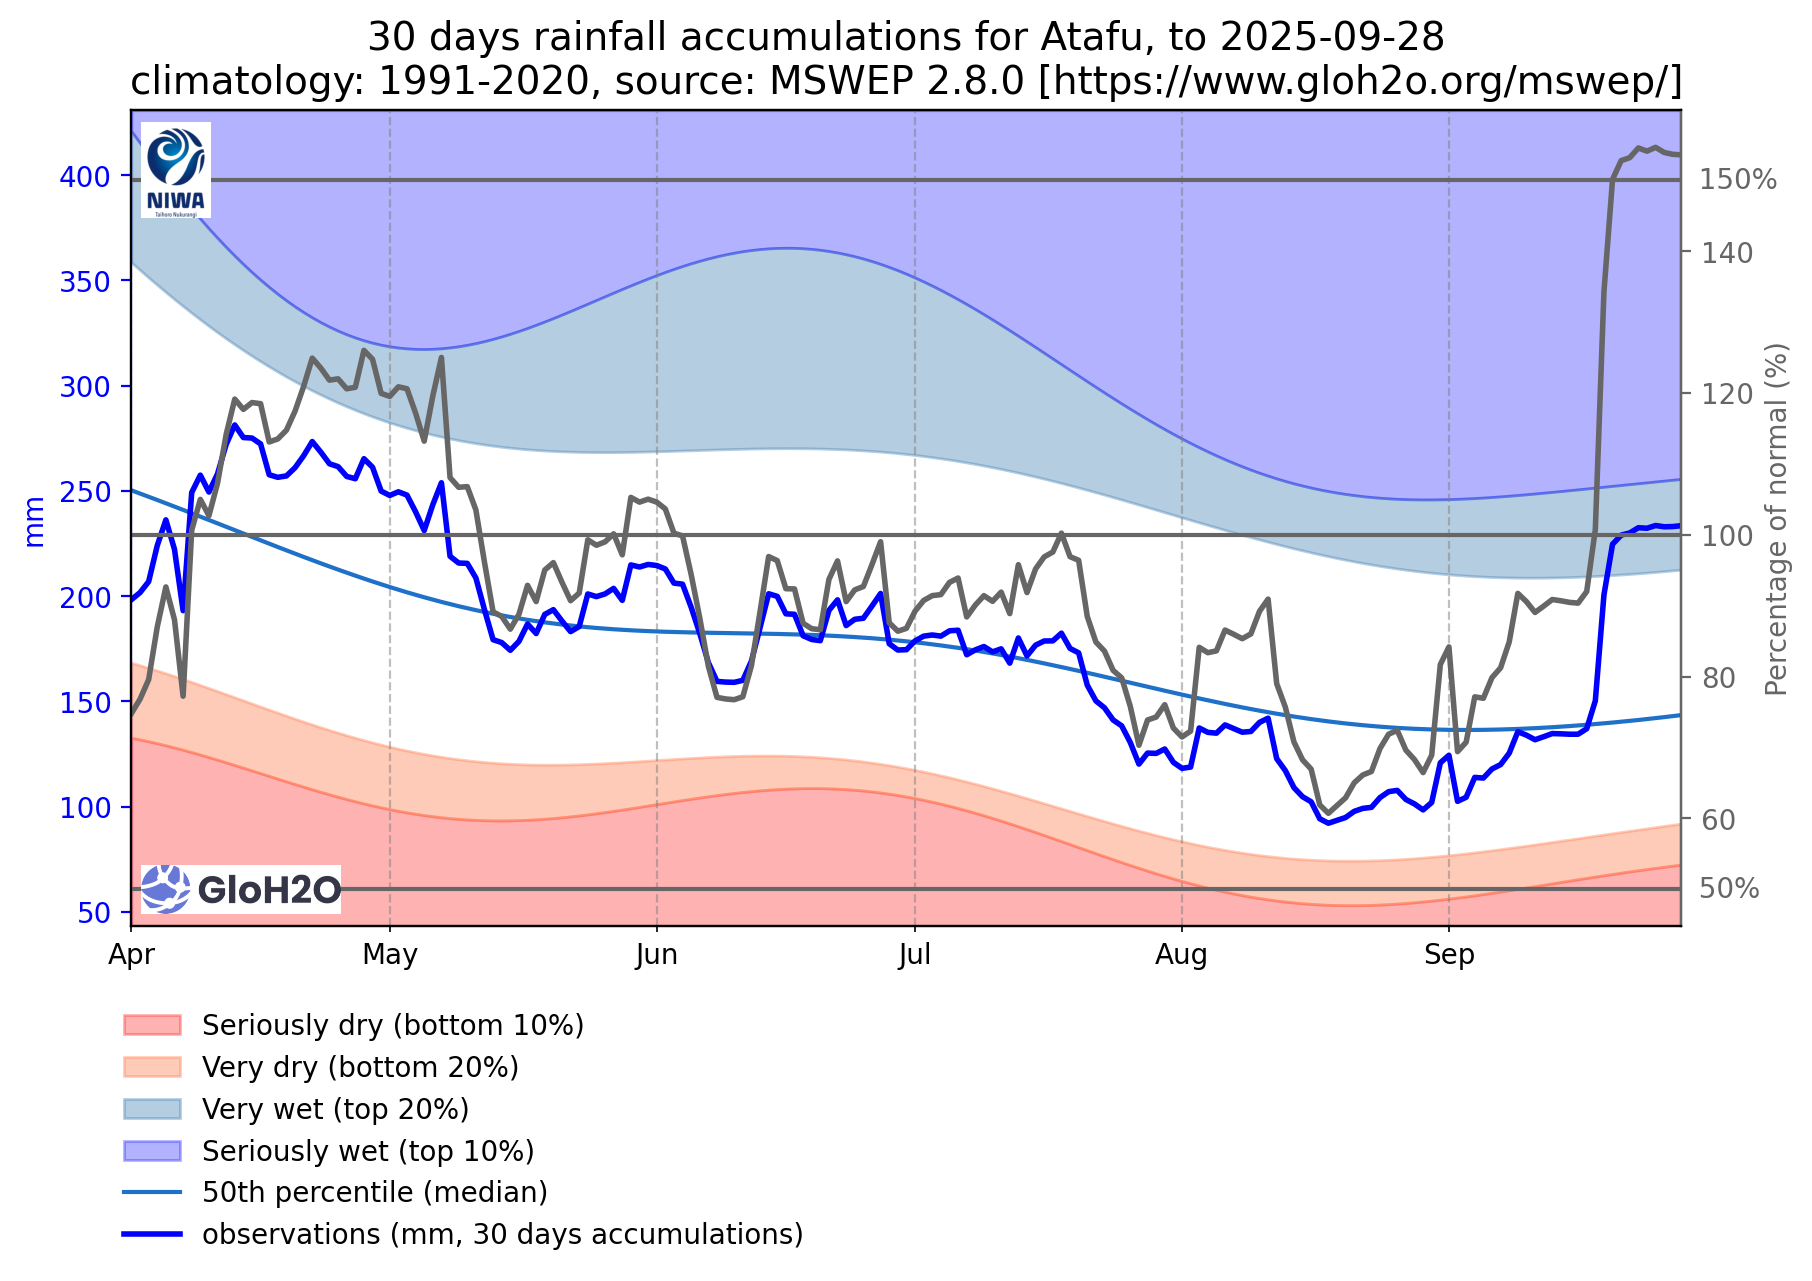 30 days rainfall accumulations for Atafu, to 2025-09-28
climatology: 1991-2020, source: MSWEP 2.8.0 [https://www.gloh2o.org/mswep/]
NIWA
Taihoro Nukurangi
400
350
300
250
200
150
100
50
mm
150%
140
120
100
80
60
50%
Percentage of normal (%)
GloH2O
Apr May Jun Jul Aug Sep
Seriously dry (bottom 10%)
Very dry (bottom 20%)
Very wet (top 20%)
Seriously wet (top 10%)
50th percentile (median)
observations (mm, 30 days accumulations)